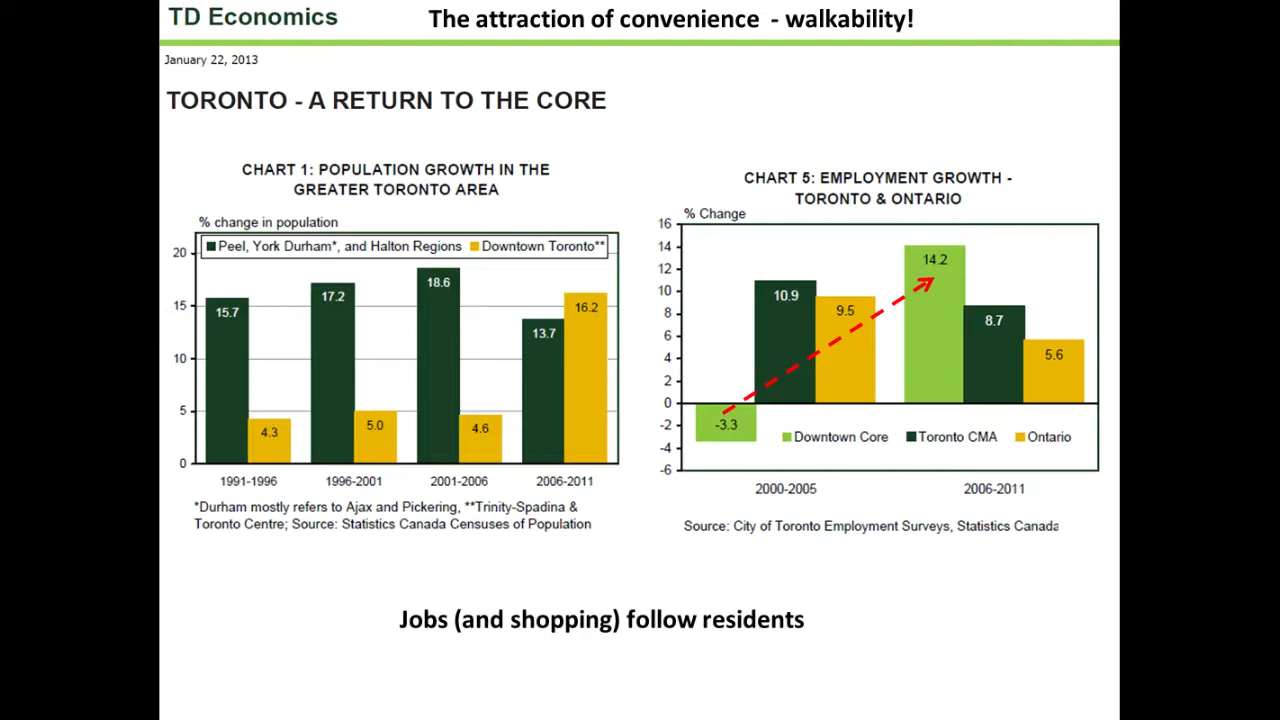 TD Economics
The attraction of convenience - walkability!
January 22, 2013
TORONTO - A RETURN TO THE CORE
CHART 1: POPULATION GROWTH IN THE
GREATER TORONTO AREA
% change in population
Peel, York Durham*, and Halton Regions
Downtown Toronto**
20
15
10
5
0
15.7
4.3
17.2
5.0
18.6
4.6
13.7
16.2
1991-1996
1996-2001
2001-2006
2006-2011
*Durham mostly refers to Ajax and Pickering, **Trinity-Spadina &
Toronto Centre; Source: Statistics Canada Censuses of Population
CHART 5: EMPLOYMENT GROWTH -
TORONTO & ONTARIO
% Change
16
14
12
10
8
6
4
2
0
-2
-4
-6
-3.3
10.9
9.5
14.2
8.7
5.6
Downtown Core
Toronto CMA
Ontario
2000-2005
2006-2011
Source: City of Toronto Employment Surveys, Statistics Canada
Jobs (and shopping) follow residents